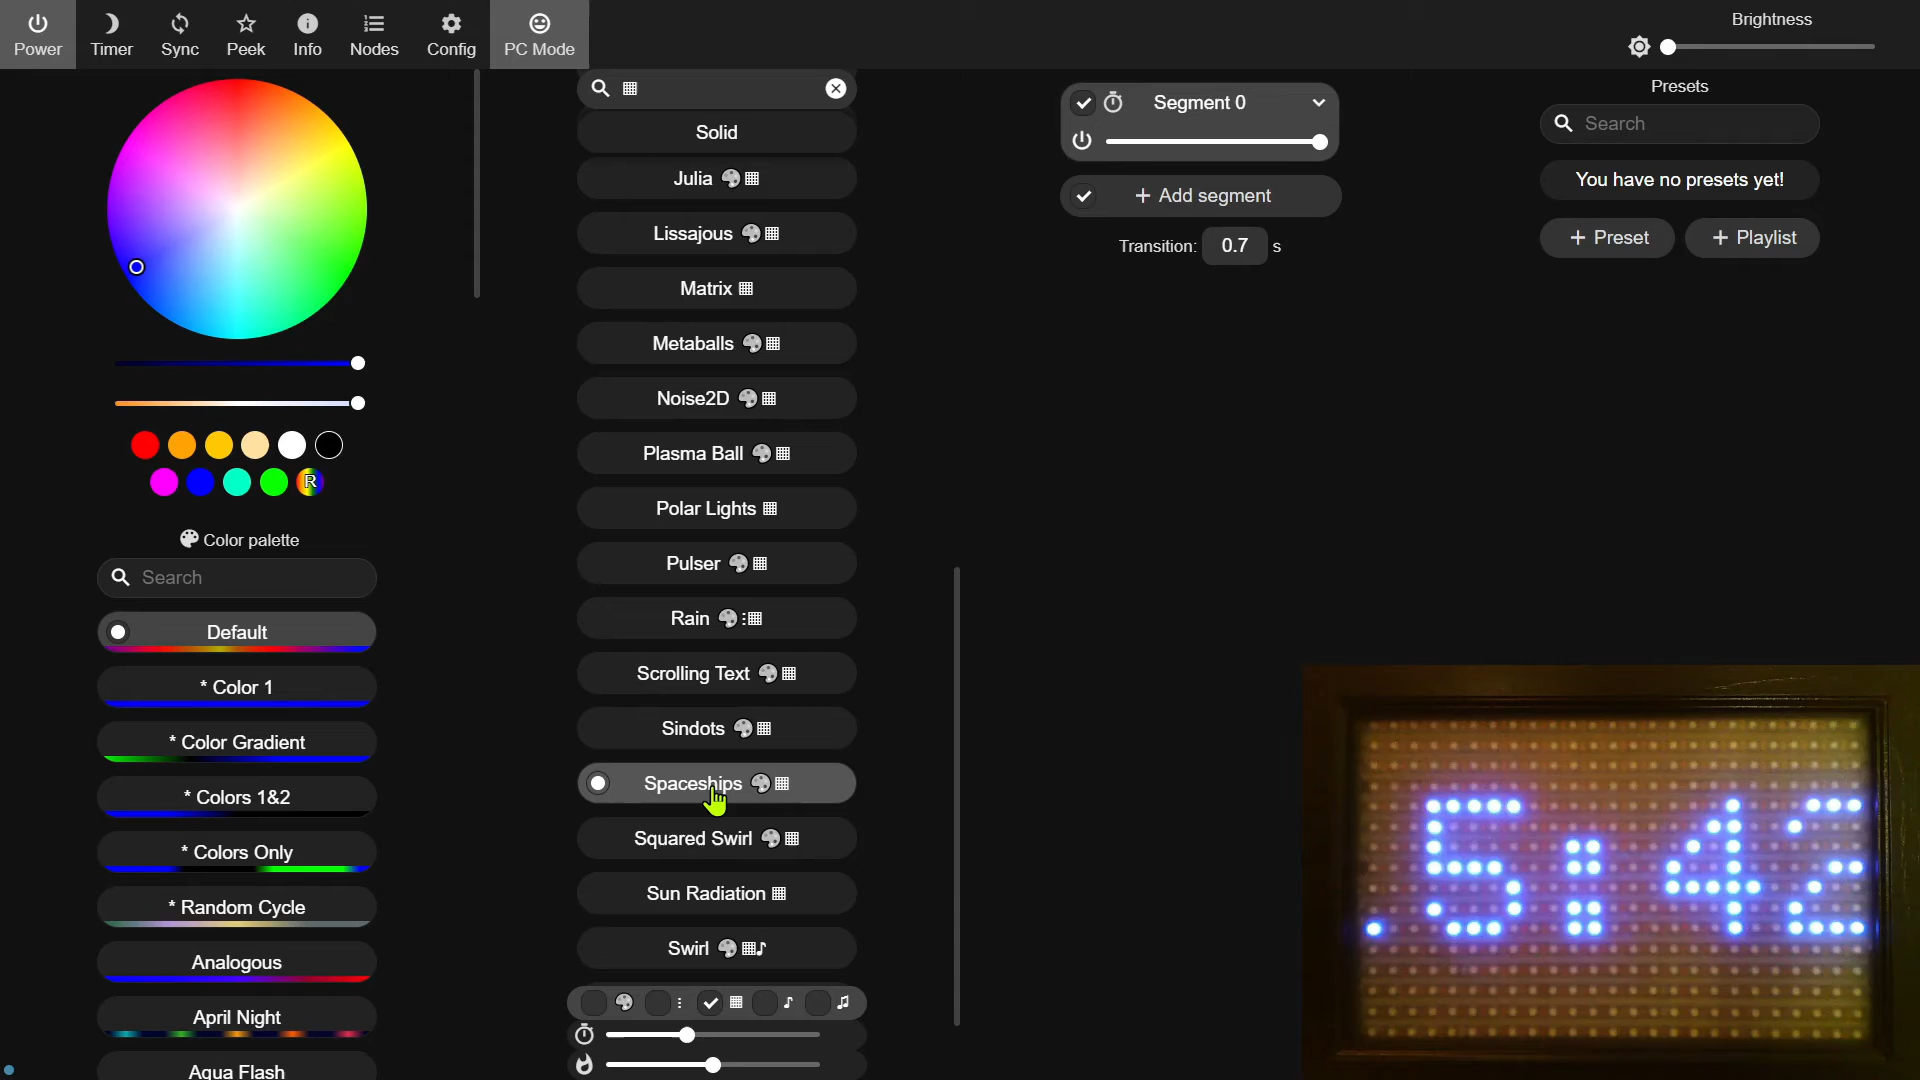 Power
Timer
Sync
Peek
Info
Nodes
Config
PC Mode
Brightness
R
Color palette
Search
Default
* Color 1
* Color Gradient
* Colors 1&2
* Colors Only
* Random Cycle
Analogous
April Night
Aqua Flash
Solid
Julia
Lissajous
Matrix
Metaballs
Noise2D
Plasma Ball
Polar Lights
Pulser
Rain
Scrolling Text
Sindots
Spaceships
Squared Swirl
Sun Radiation
Swirl
Segment 0
+ Add segment
Transition: 0.7 s
Presets
Search
You have no presets yet!
+ Preset
+ Playlist
5:42